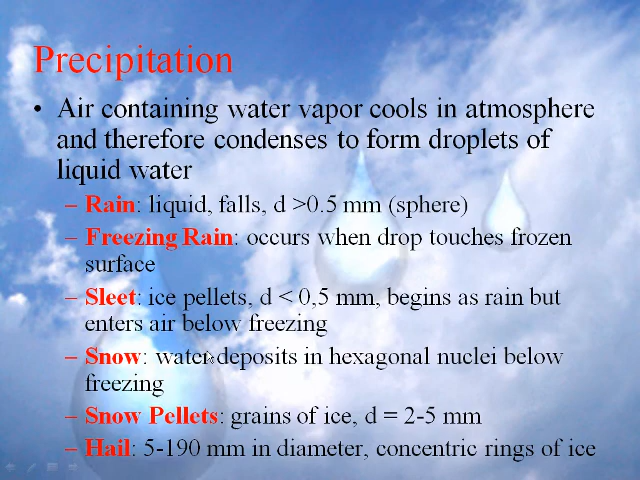 Precipitation
• Air containing water vapor cools in atmosphere
and therefore condenses to form droplets of
liquid water
– Rain: liquid, falls, d >0.5 mm (sphere)
– Freezing Rain: occurs when drop touches frozen
surface
– Sleet: ice pellets, d < 0,5 mm, begins as rain but
enters air below freezing
– Snow: water deposits in hexagonal nuclei below
freezing
– Snow Pellets: grains of ice, d = 2-5 mm
– Hail: 5-190 mm in diameter, concentric rings of ice